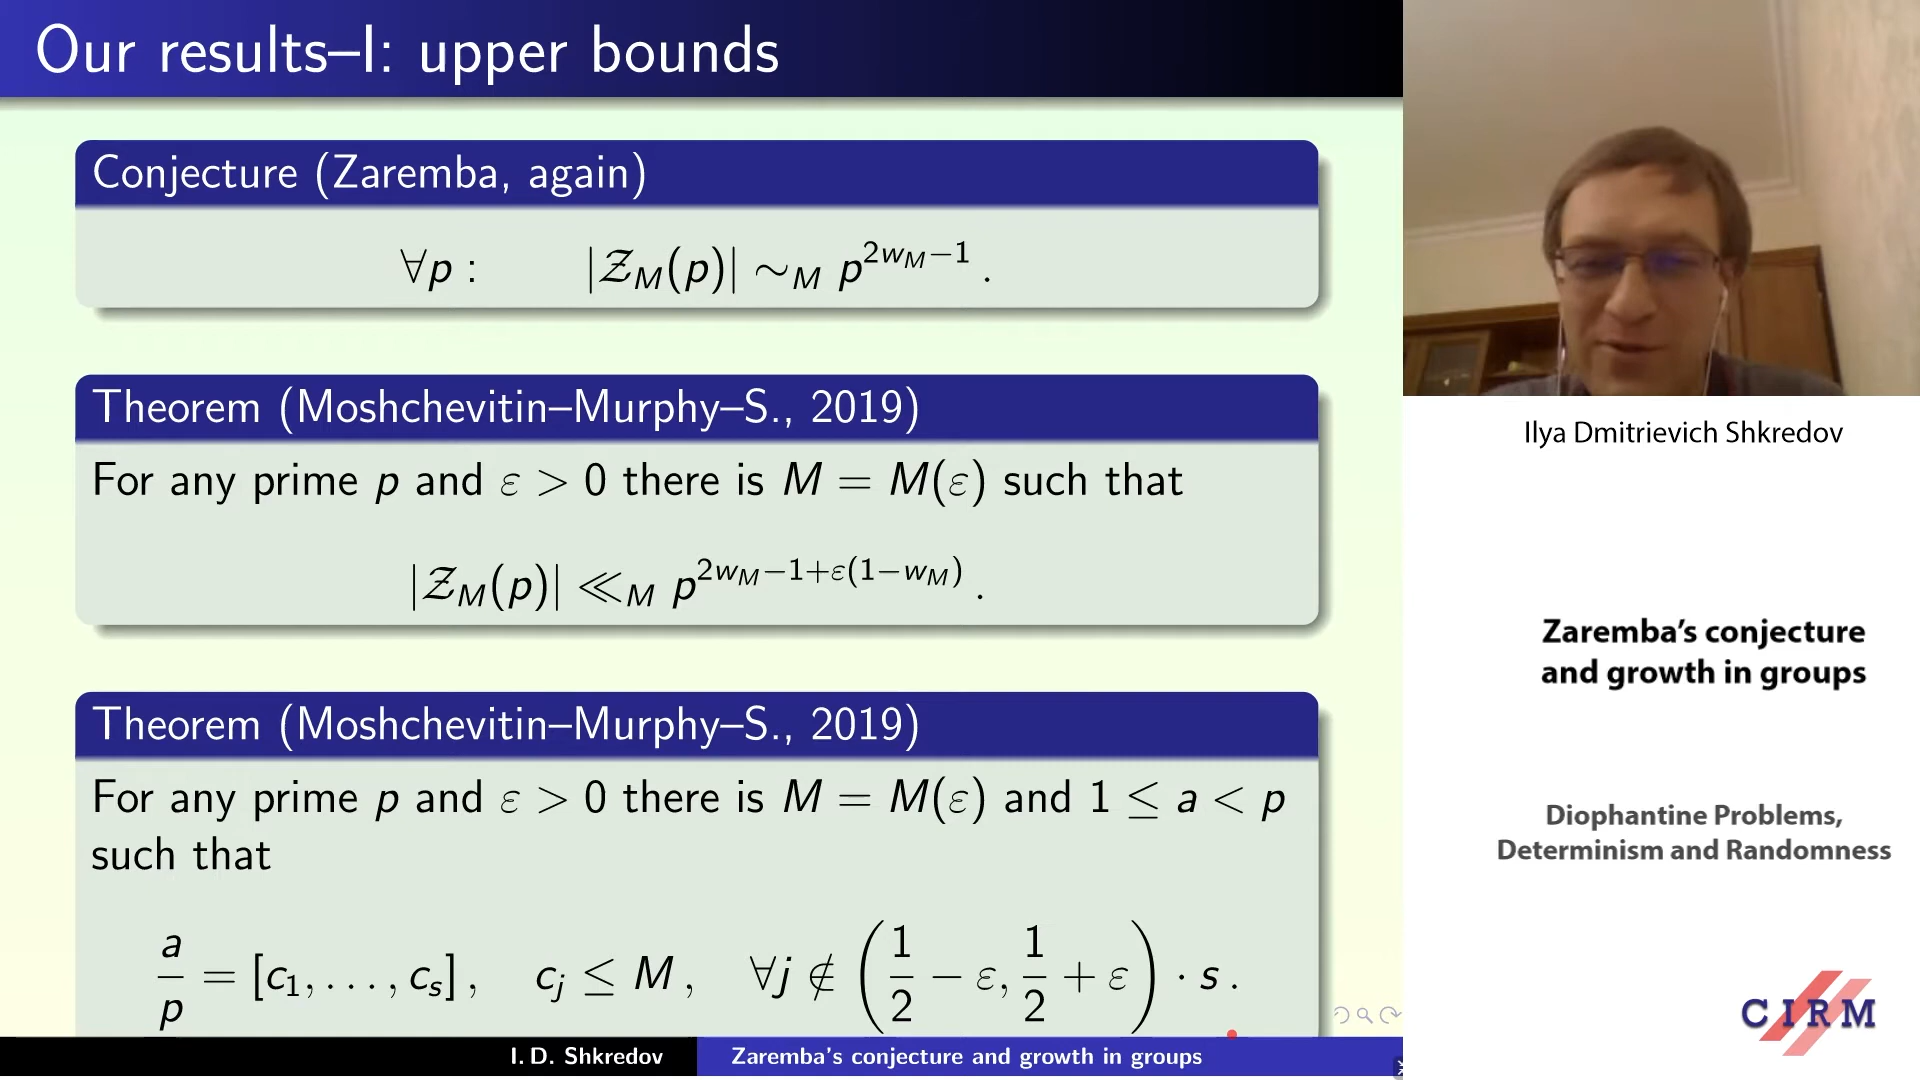 Our results–I: upper bounds
Conjecture (Zaremba, again)
∀p :  |𝒵_M(p)| ∼_M p^{2w_M−1} .
Theorem (Moshchevitin–Murphy–S., 2019)
For any prime p and ε > 0 there is M = M(ε) such that
|𝒵_M(p)| ≪_M p^{2w_M−1+ε(1−w_M)} .
Theorem (Moshchevitin–Murphy–S., 2019)
For any prime p and ε > 0 there is M = M(ε) and 1 ≤ a < p
such that
a/p = [c_1, . . . , c_s] ,  c_j ≤ M ,  ∀j ∉ (1/2 − ε, 1/2 + ε) · s .
I. D. Shkredov
Zaremba's conjecture and growth in groups
Ilya Dmitrievich Shkredov
Zaremba's conjecture
and growth in groups
Diophantine Problems,
Determinism and Randomness
CIRM